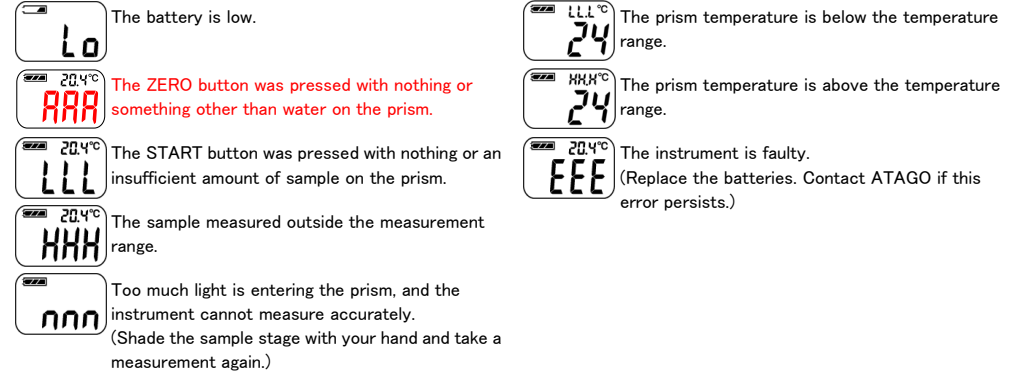 The battery is low.
Lo
20.4℃
The ZERO button was pressed with nothing or
something other than water on the prism.
AAA
20.4℃
The START button was pressed with nothing or an
insufficient amount of sample on the prism.
LLL
20.4℃
The sample measured outside the measurement
range.
HHH
Too much light is entering the prism, and the
instrument cannot measure accurately.
nnn
(Shade the sample stage with your hand and take a
measurement again.)
LL.L℃
The prism temperature is below the temperature
range.
24
HH.H℃
The prism temperature is above the temperature
range.
24
20.4℃
The instrument is faulty.
EEE
(Replace the batteries. Contact ATAGO if this
error persists.)